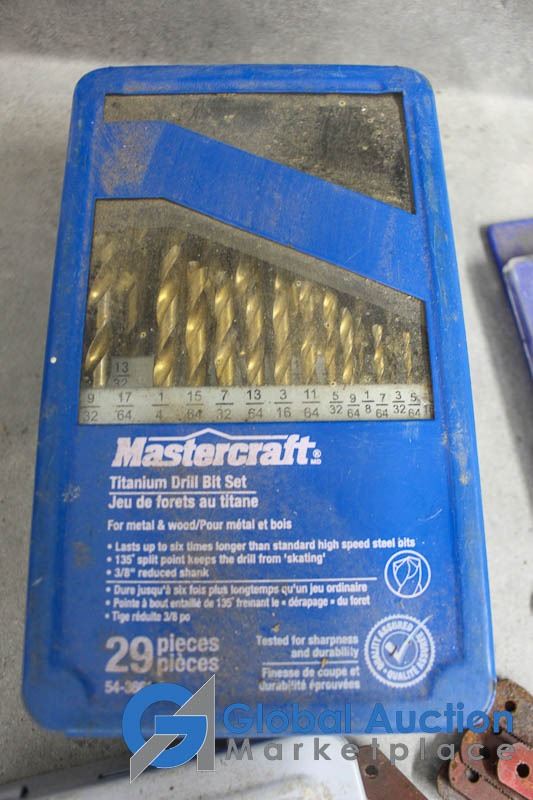 13
32
9 17 1 15 7 13 3 11 5 9 1 7 3 5
32 64 4 64 32 64 16 64 32 64 8 64 32 64
Mastercraft®
MD
Titanium Drill Bit Set
Jeu de forets au titane
For metal & wood/Pour métal et bois
• Lasts up to six times longer than standard high speed steel bits
• 135° split point keeps the drill from 'skating'
• 3/8" reduced shank
• Dure jusqu'à six fois plus longtemps qu'un jeu ordinaire
• Pointe à bout entaillé de 135° freinant le « dérapage » du foret
• Tige réduite 3/8 po
29 pieces
pièces
Tested for sharpness
and durability
Finesse de coupe et
durabilité éprouvées
QUALITY ASSURED
54-36
Global Auction
Marketplace